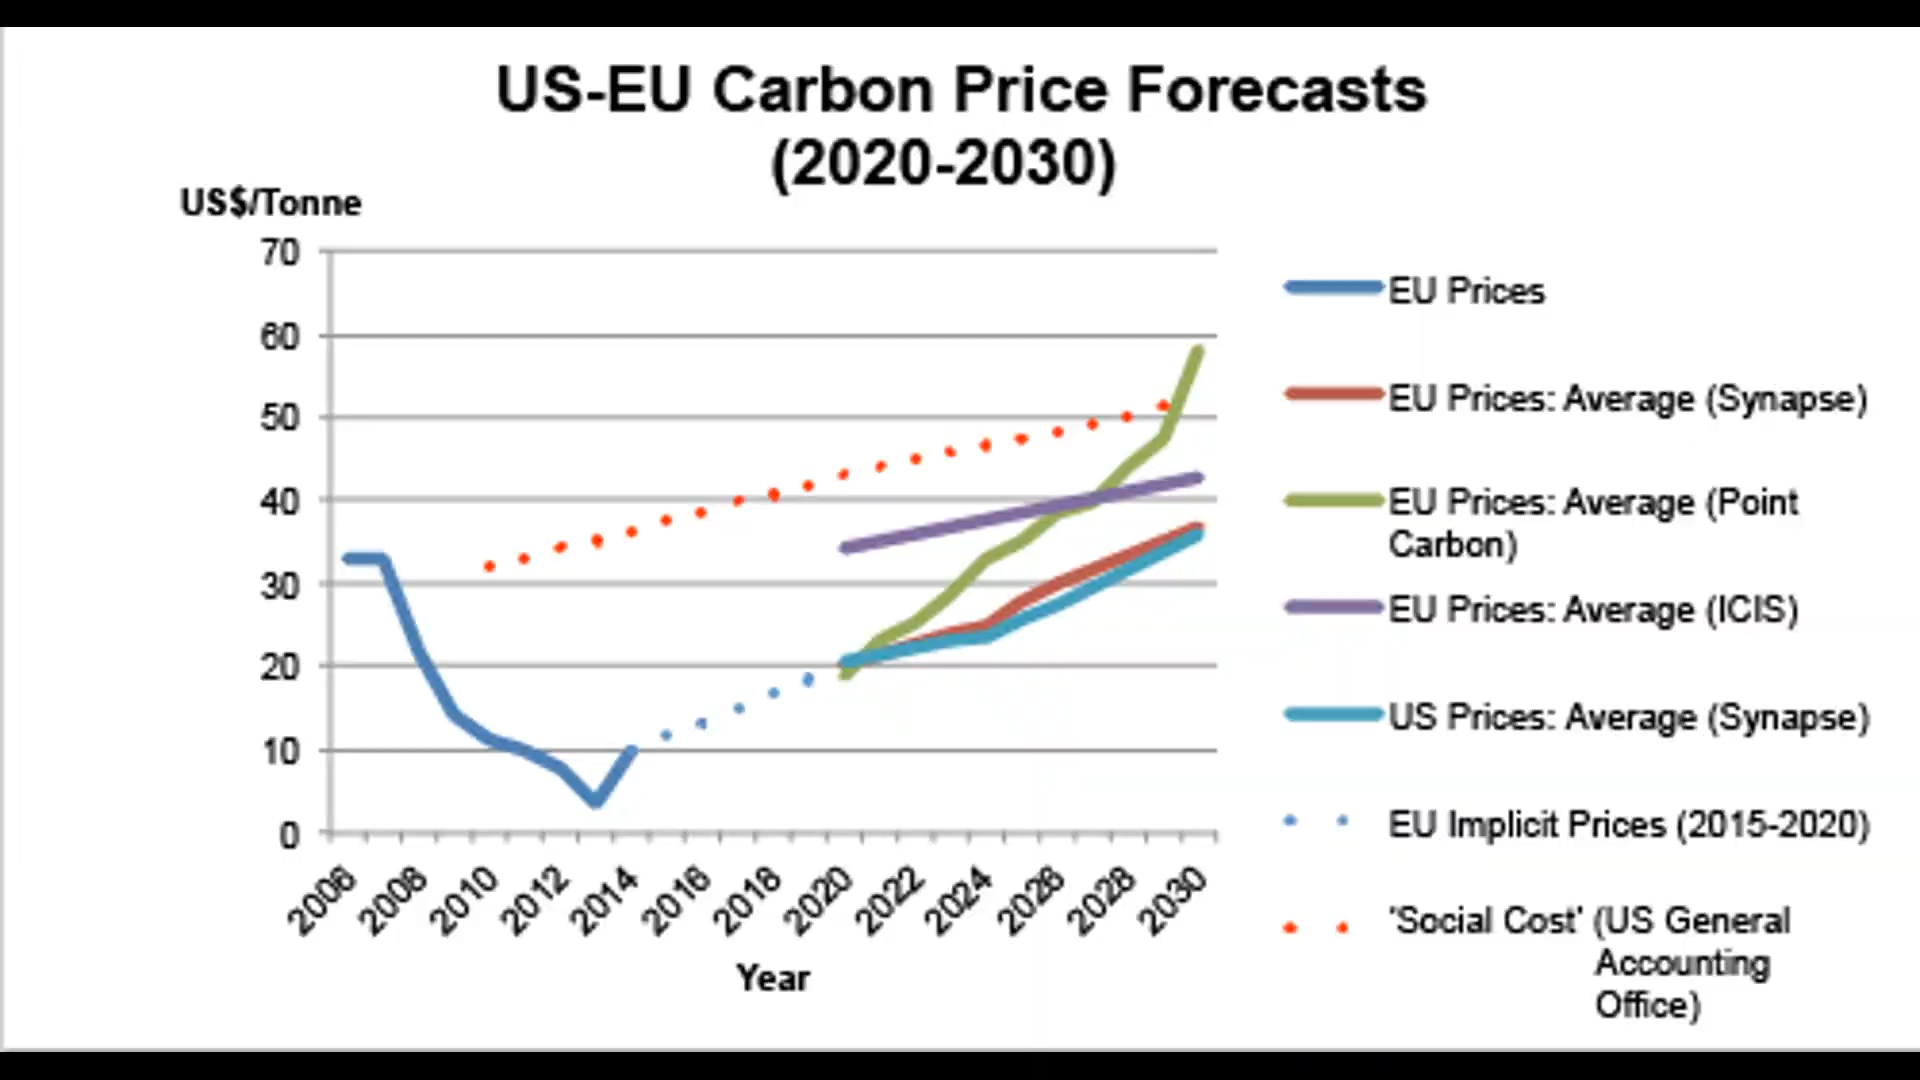 US-EU Carbon Price Forecasts
(2020-2030)
US$/Tonne
70
60
50
40
30
20
10
0
2006
2008
2010
2012
2014
2016
2018
2020
2022
2024
2026
2028
2030
Year
EU Prices
EU Prices: Average (Synapse)
EU Prices: Average (Point
Carbon)
EU Prices: Average (ICIS)
US Prices: Average (Synapse)
EU Implicit Prices (2015-2020)
'Social Cost' (US General
Accounting
Office)